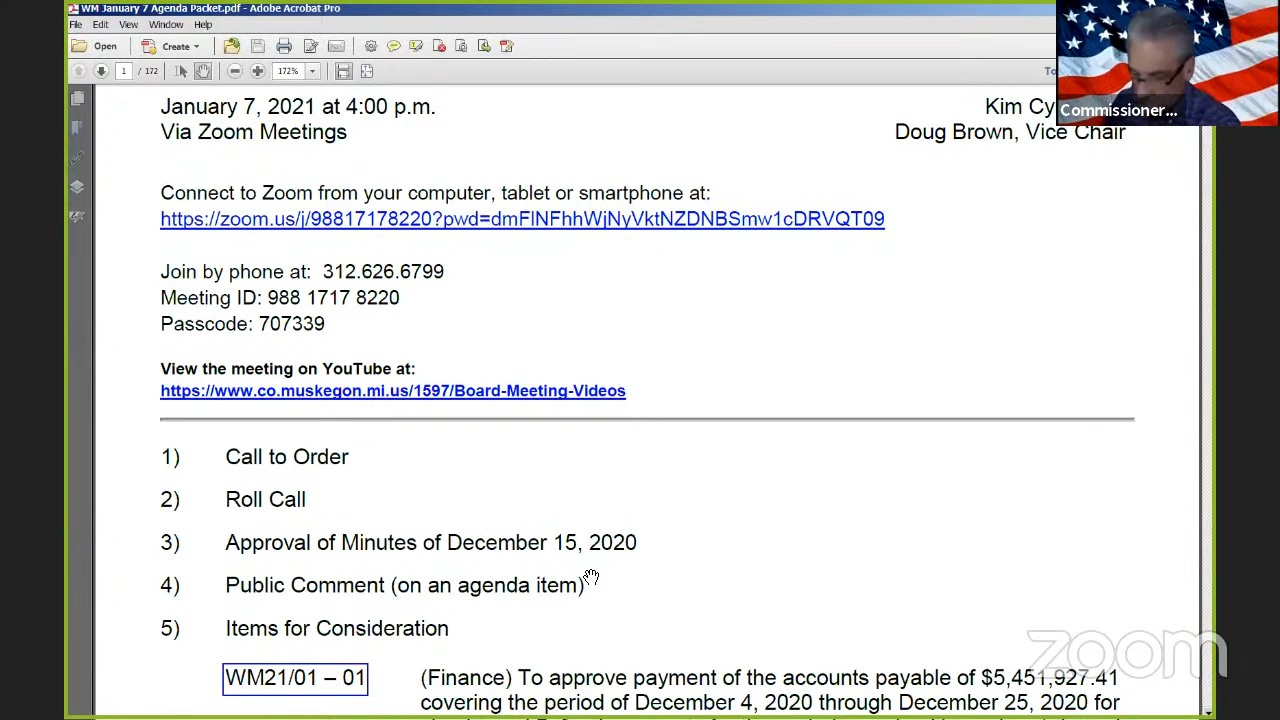 WM January 7 Agenda Packet.pdf - Adobe Acrobat Pro
File Edit View Window Help
Open Create
1 / 172 172%
January 7, 2021 at 4:00 p.m.
Via Zoom Meetings
Kim
Doug Brown, Vice Chair
Commissioner...
Connect to Zoom from your computer, tablet or smartphone at:
https://zoom.us/j/98817178220?pwd=dmFlNFhhWjNyVktNZDNBSmw1cDRVQT09
Join by phone at: 312.626.6799
Meeting ID: 988 1717 8220
Passcode: 707339
View the meeting on YouTube at:
https://www.co.muskegon.mi.us/1597/Board-Meeting-Videos
1) Call to Order
2) Roll Call
3) Approval of Minutes of December 15, 2020
4) Public Comment (on an agenda item)
5) Items for Consideration
WM21/01 – 01 (Finance) To approve payment of the accounts payable of $5,451,927.41
covering the period of December 4, 2020 through December 25, 2020 for
zoom